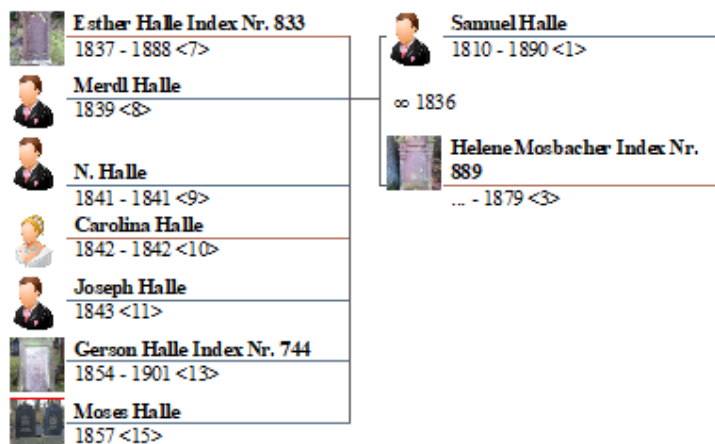 Esther Halle Index Nr. 833
1837 - 1888 <7>
Merdl Halle
1839 <8>
N. Halle
1841 - 1841 <9>
Carolina Halle
1842 - 1842 <10>
Joseph Halle
1843 <11>
Gerson Halle Index Nr. 744
1854 - 1901 <13>
Moses Halle
1857 <15>
Samuel Halle
1810 - 1890 <1>
∞ 1836
Helene Mosbacher Index Nr.
889
... - 1879 <3>